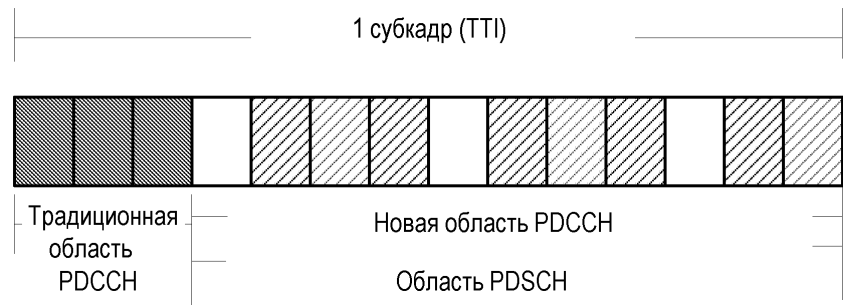 1 субкадр (TTI)
Традиционная
область
PDCCH
Новая область PDCCH
Область PDSCH